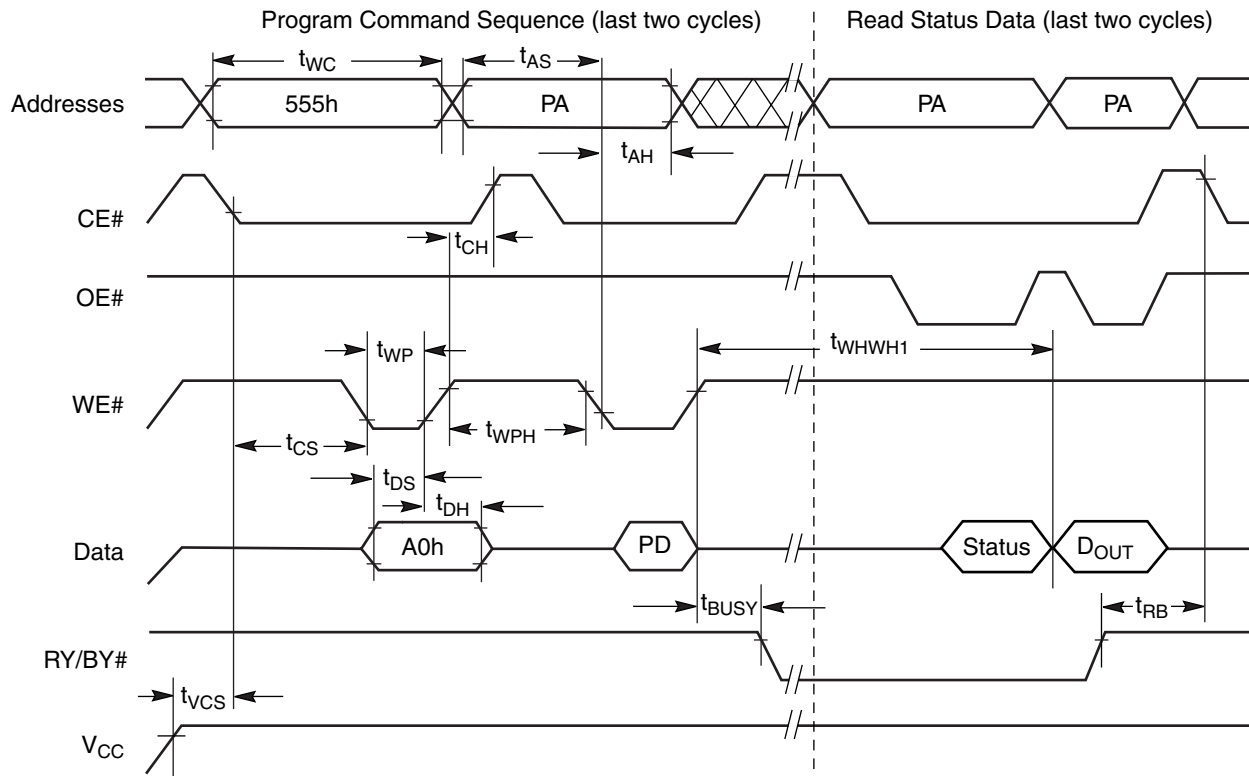 Program Command Sequence (last two cycles)
Read Status Data (last two cycles)
tWC
tAS
Addresses
555h
PA
PA
PA
tAH
CE#
tCH
OE#
tWP
tWHWH1
WE#
tCS
tWPH
tDS
tDH
Data
A0h
PD
Status
DOUT
tBUSY
tRB
RY/BY#
tVCS
VCC